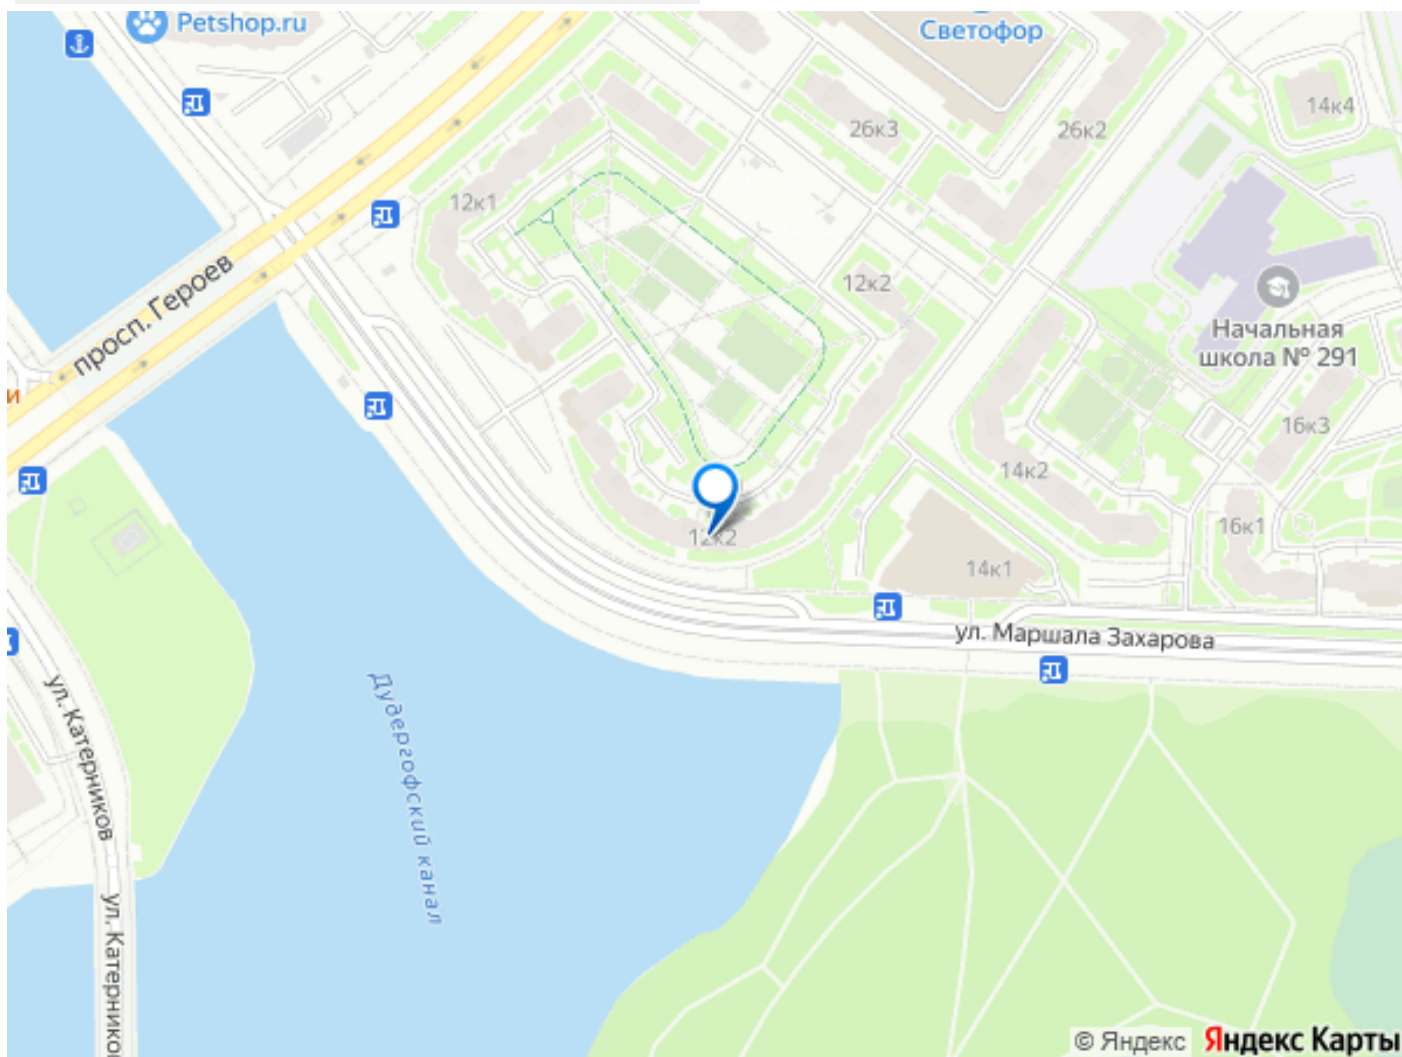 Petshop.ru
Светофор
14к4
26к3
26к2
12к1
просп. Героев
12к2
Начальная
школа № 291
и
16к3
14к2
16к1
12к2
14к1
ул. Маршала Захарова
ул. Катерников
Дудергофский канал
ул. Катерников
© Яндекс Яндекс Карты